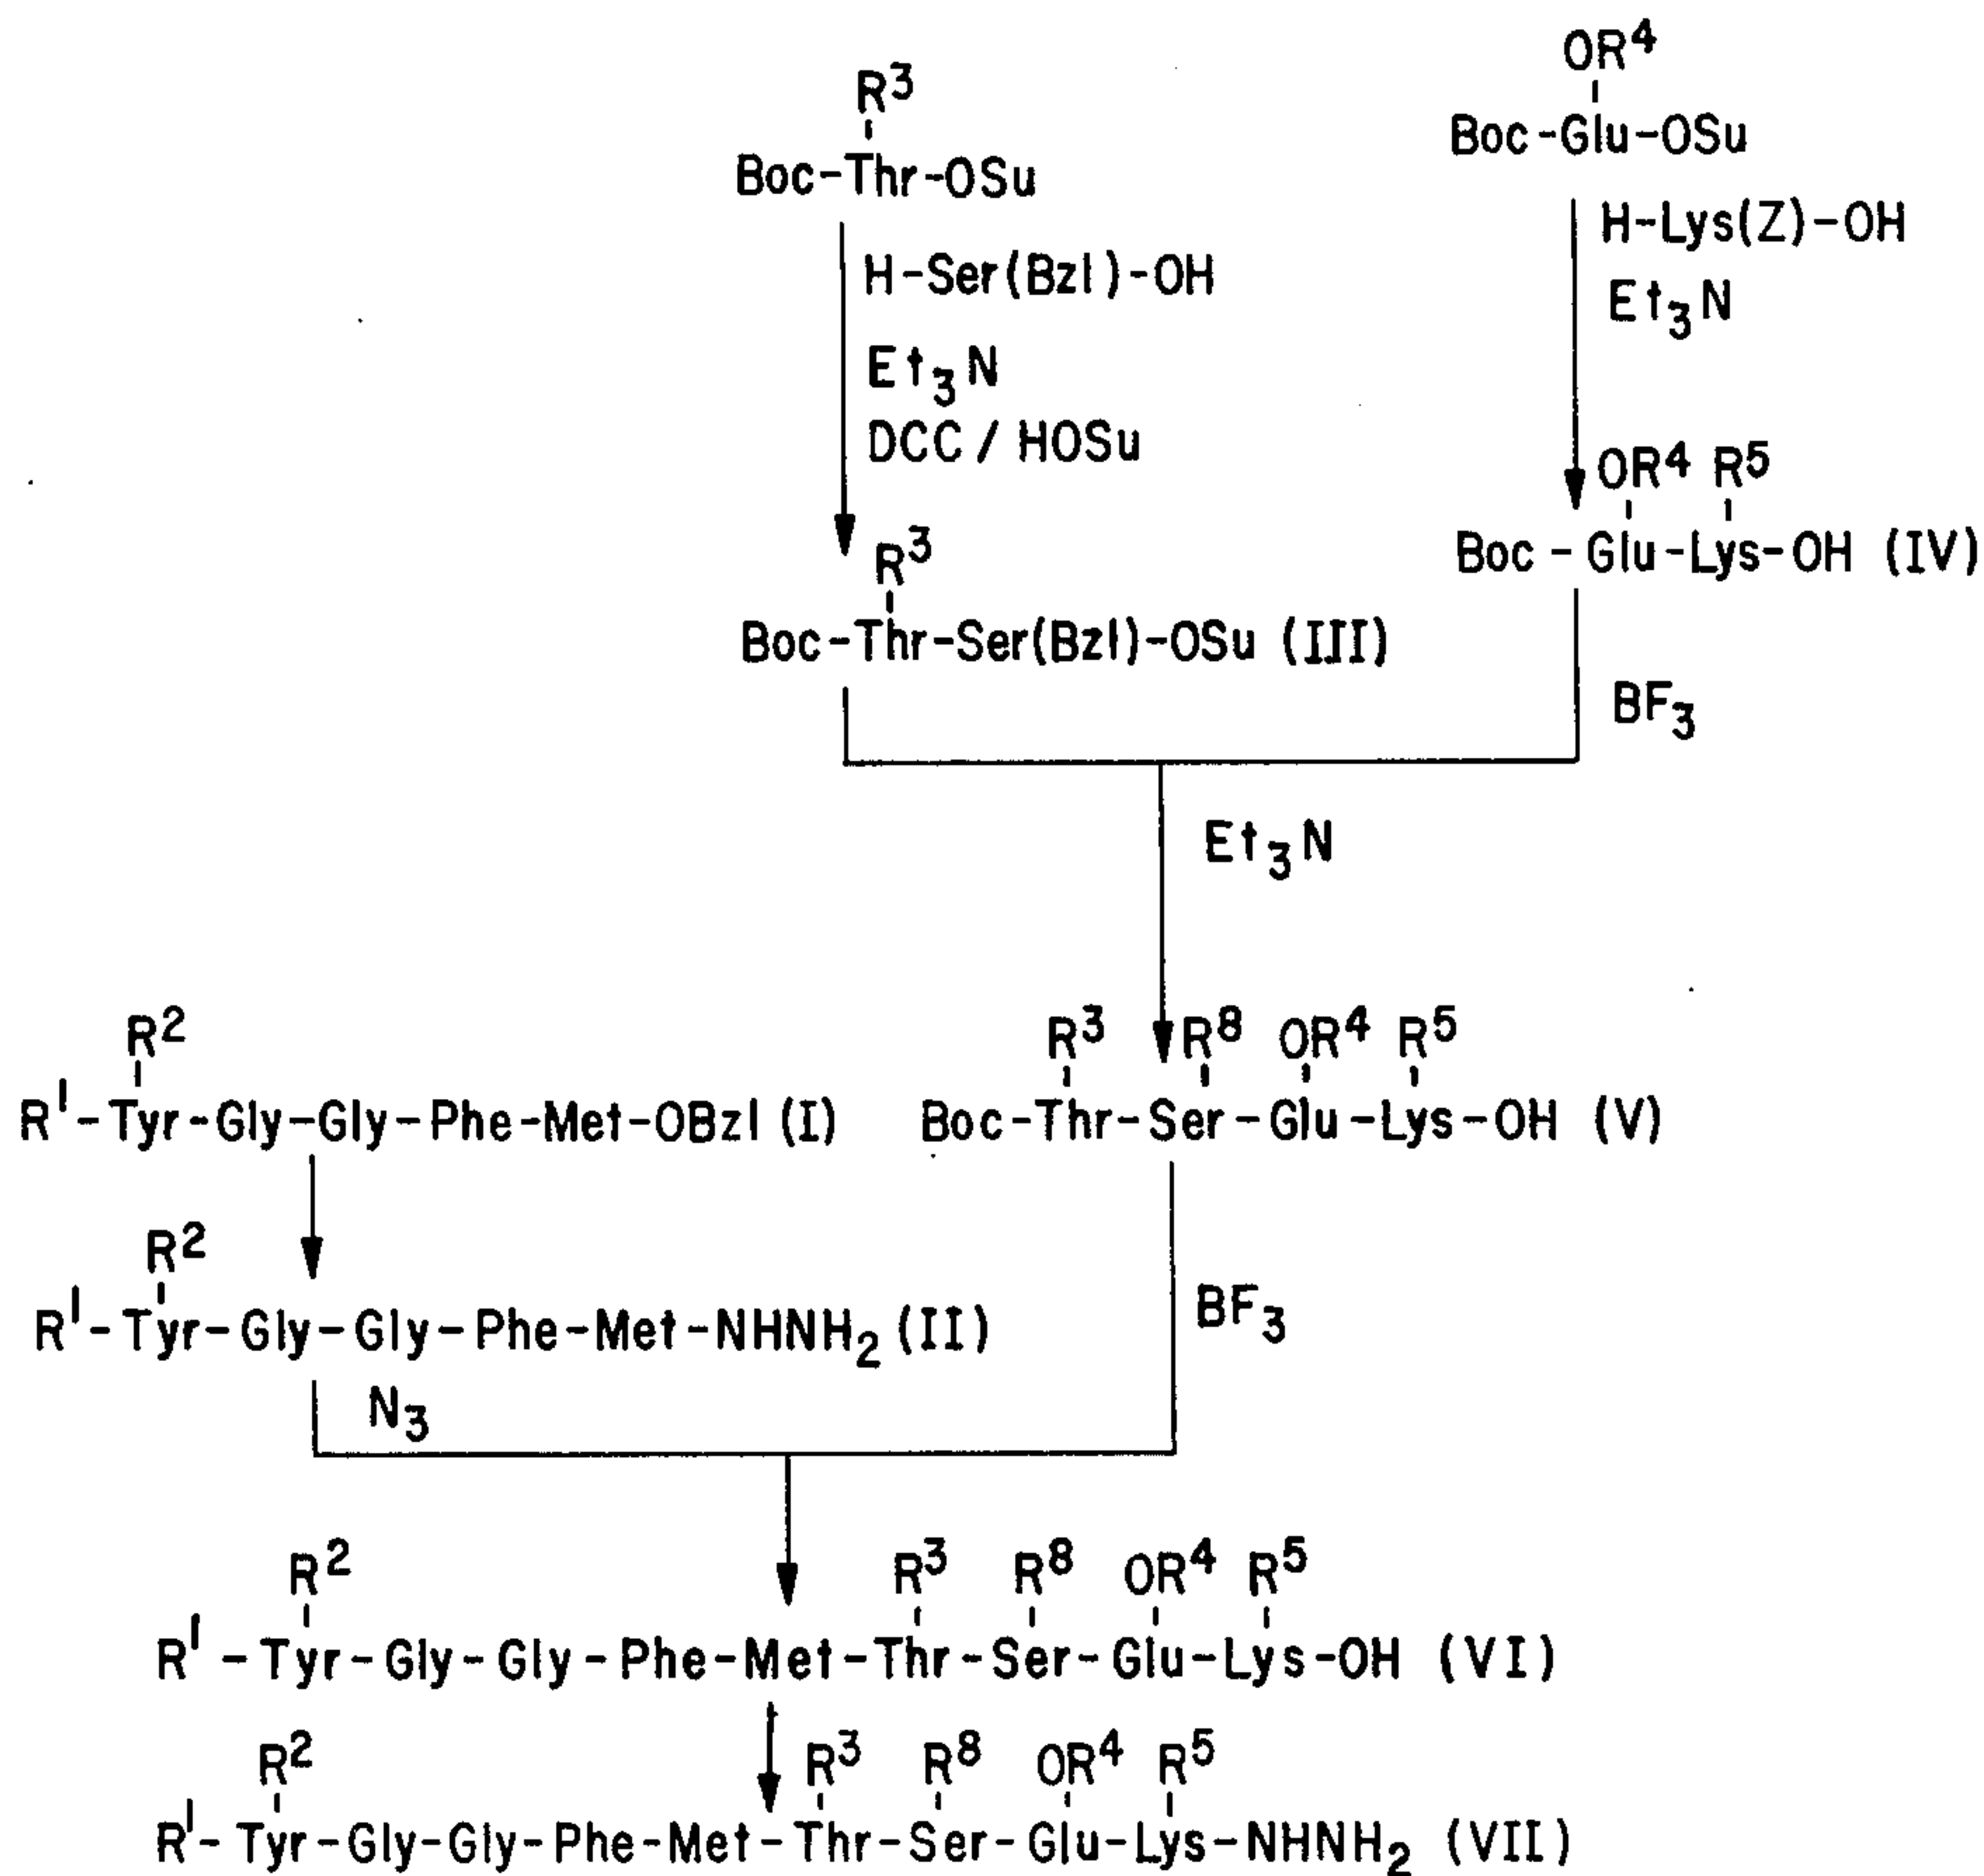 R3
Boc-Thr-OSu
OR4
Boc-Glu-OSu
H-Ser(Bzl)-OH
Et3N
DCC / HOSu
H-Lys(Z)-OH
Et3N
R3
Boc-Thr-Ser(Bzl)-OSu (III)
OR4 R5
Boc-Glu-Lys-OH (IV)
BF3
Et3N
R2
R1-Tyr-Gly-Gly-Phe-Met-OBzl (I)
R3 R8 OR4 R5
Boc-Thr-Ser-Glu-Lys-OH (V)
R2
R1-Tyr-Gly-Gly-Phe-Met-NHNH2 (II)
N3
BF3
R2 R3 R8 OR4 R5
R1-Tyr-Gly-Gly-Phe-Met-Thr-Ser-Glu-Lys-OH (VI)
R2 R3 R8 OR4 R5
R1-Tyr-Gly-Gly-Phe-Met-Thr-Ser-Glu-Lys-NHNH2 (VII)